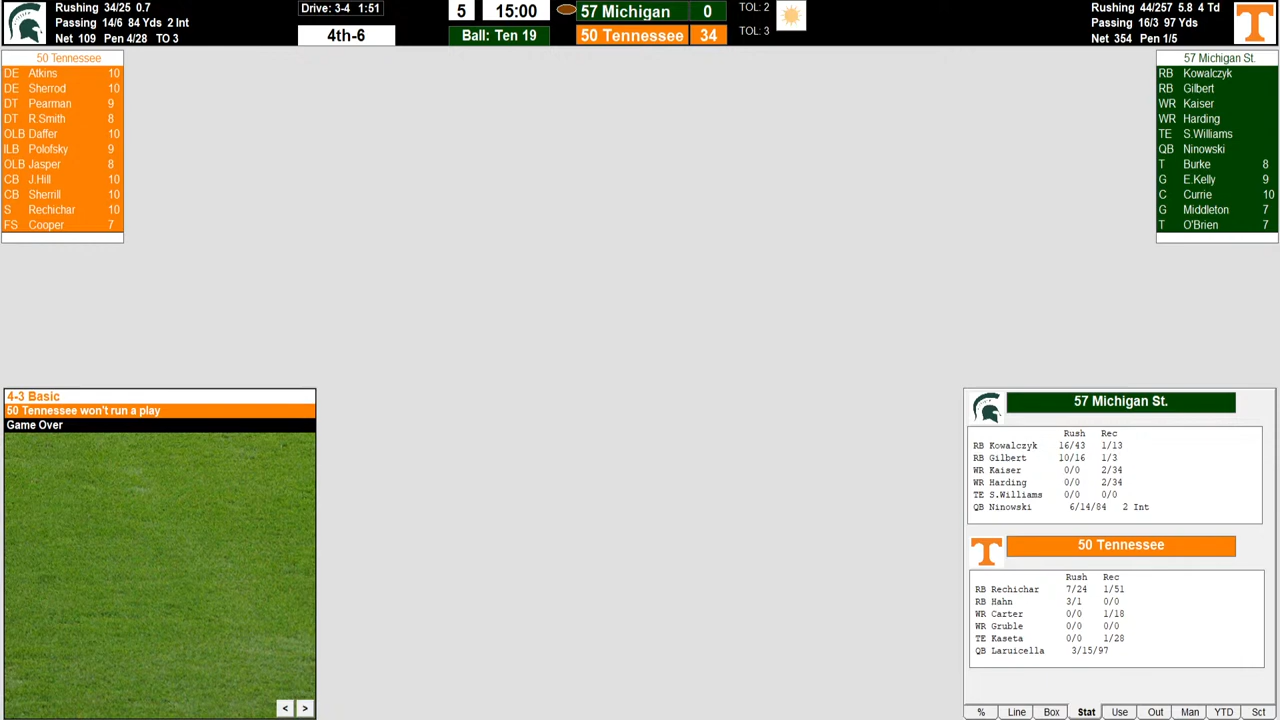 Rushing 34/25 0.7
Passing 14/6 84 Yds 2 Int
Net 109 Pen 4/28 TO 3
Drive: 3-4 1:51
4th-6
5 15:00
Ball: Ten 19
57 Michigan 0
50 Tennessee 34
TOL: 2
TOL: 3
Rushing 44/257 5.8 4 Td
Passing 16/3 97 Yds
Net 354 Pen 1/5
T
50 Tennessee
DE Atkins 10
DE Sherrod 10
DT Pearman 9
DT R.Smith 8
OLB Daffer 10
ILB Polofsky 9
OLB Jasper 8
CB J.Hill 10
CB Sherrill 10
S Rechichar 10
FS Cooper 7
57 Michigan St.
RB Kowalczyk
RB Gilbert
WR Kaiser
WR Harding
TE S.Williams
QB Ninowski
T Burke 8
G E.Kelly 9
C Currie 10
G Middleton 7
T O'Brien 7
4-3 Basic
50 Tennessee won't run a play
Game Over
< >
57 Michigan St.
Rush Rec
RB Kowalczyk 16/43 1/13
RB Gilbert 10/16 1/3
WR Kaiser 0/0 2/34
WR Harding 0/0 2/34
TE S.Williams 0/0 0/0
QB Ninowski 6/14/84 2 Int
T
50 Tennessee
Rush Rec
RB Rechichar 7/24 1/51
RB Hahn 3/1 0/0
WR Carter 0/0 1/18
WR Gruble 0/0 0/0
TE Kaseta 0/0 1/28
QB Laruicella 3/15/97
% Line Box Stat Use Out Man YTD Sct